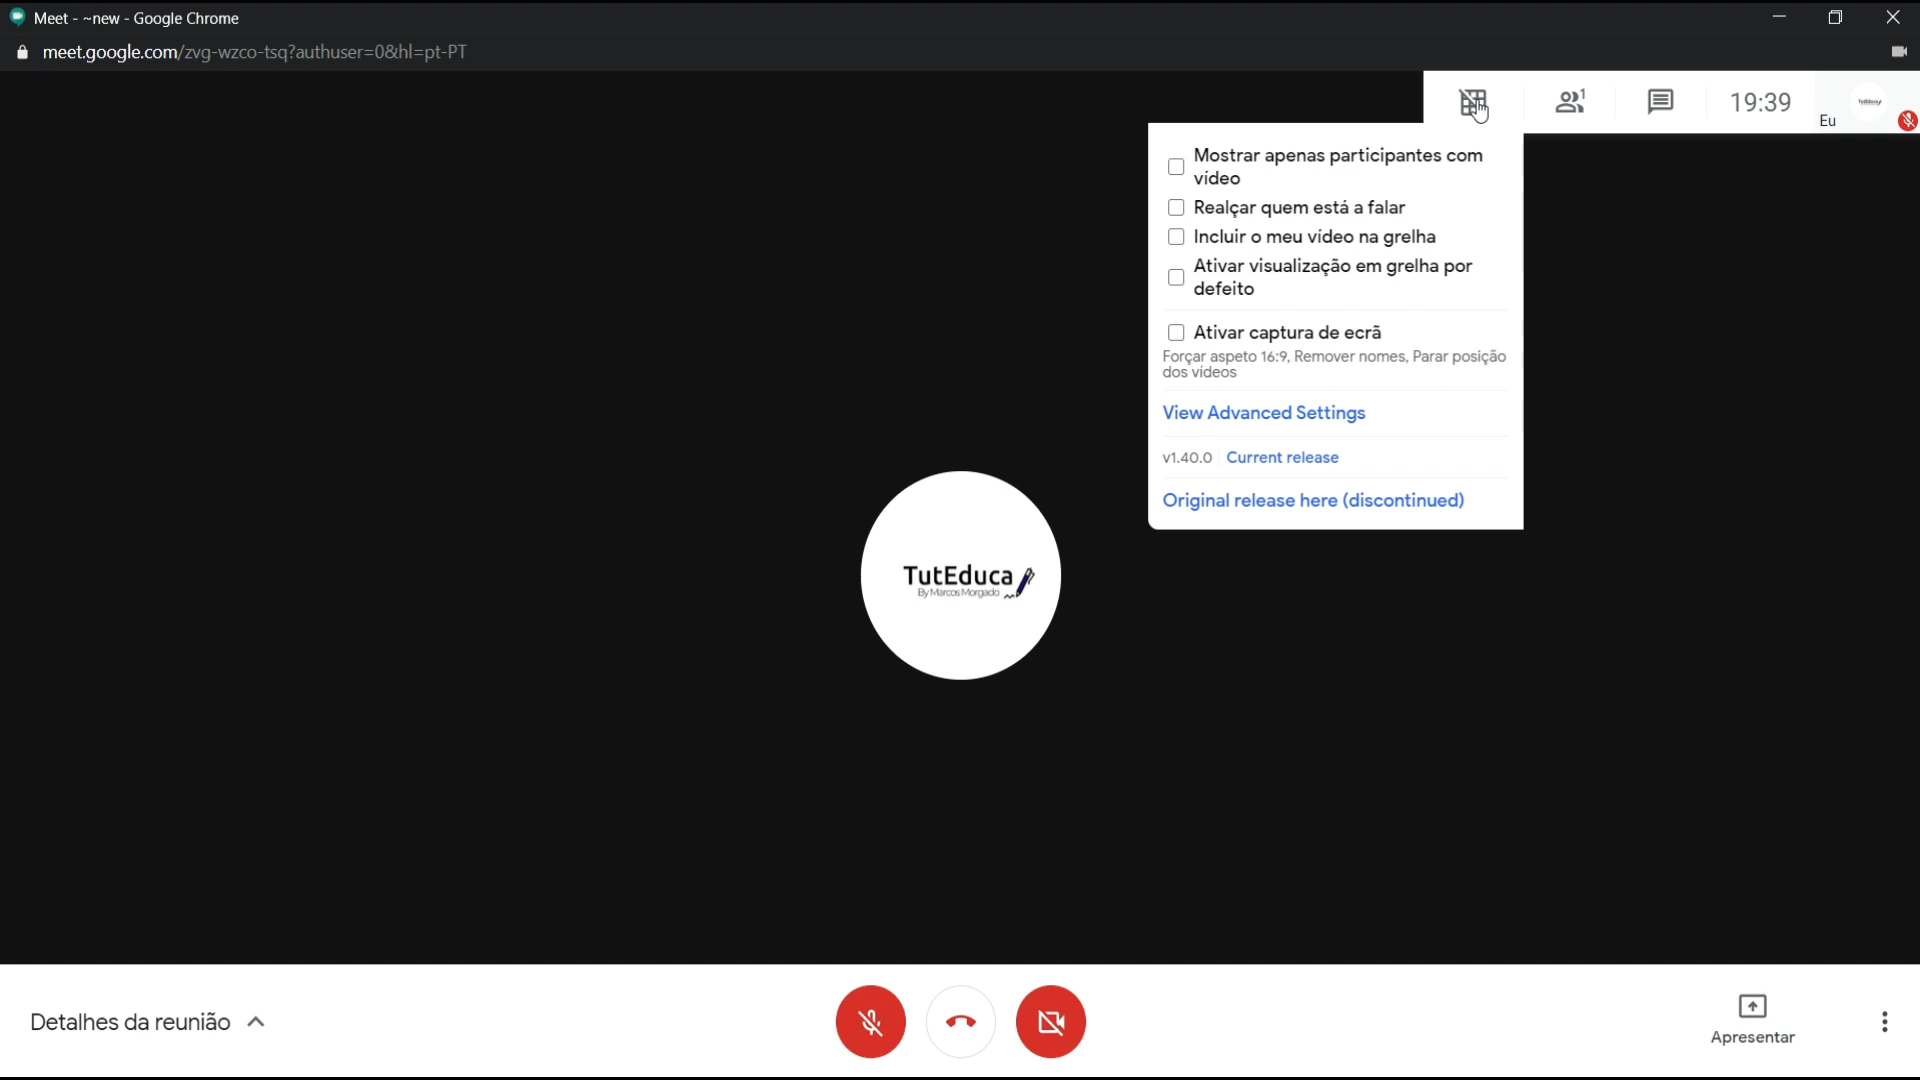 Meet - ~new - Google Chrome
meet.google.com/zvg-wzco-tsq?authuser=0&hl=pt-PT
1
19:39
Eu
Mostrar apenas participantes com
vídeo
Realçar quem está a falar
Incluir o meu vídeo na grelha
Ativar visualização em grelha por
defeito
Ativar captura de ecrã
Forçar aspeto 16:9, Remover nomes, Parar posição
dos vídeos
View Advanced Settings
v1.40.0 Current release
Original release here (discontinued)
TutEduca
By Marcos Morgado
Detalhes da reunião
Apresentar